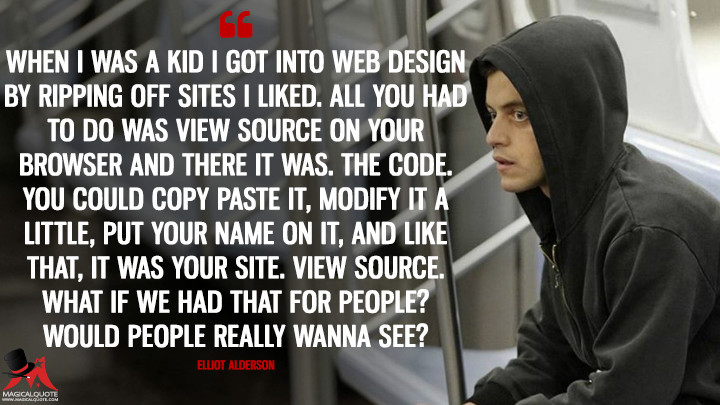 WHEN I WAS A KID I GOT INTO WEB DESIGN
BY RIPPING OFF SITES I LIKED. ALL YOU HAD
TO DO WAS VIEW SOURCE ON YOUR
BROWSER AND THERE IT WAS. THE CODE.
YOU COULD COPY PASTE IT, MODIFY IT A
LITTLE, PUT YOUR NAME ON IT, AND LIKE
THAT, IT WAS YOUR SITE. VIEW SOURCE.
WHAT IF WE HAD THAT FOR PEOPLE?
WOULD PEOPLE REALLY WANNA SEE?
ELLIOT ALDERSON
MAGICALQUOTE
WWW.MAGICALQUOTE.COM